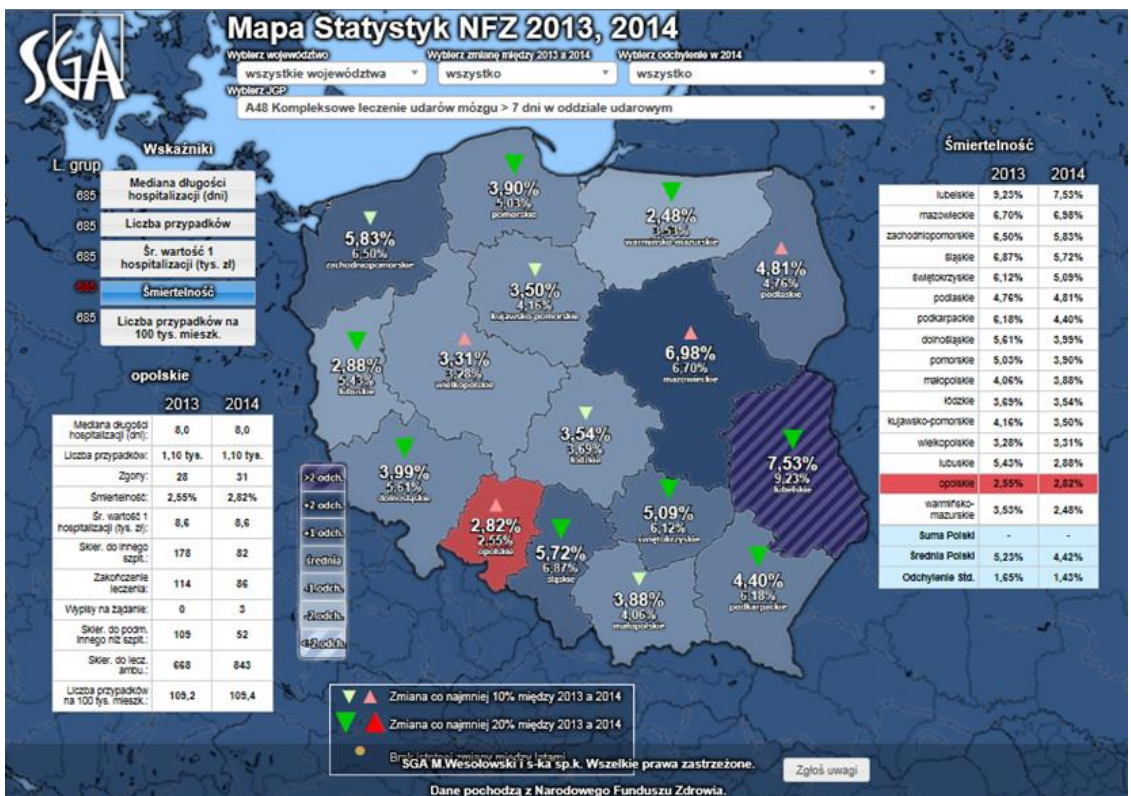 SGA
Mapa Statystyk NFZ 2013, 2014
Wybierz województwo
Wybierz zmianę między 2013 a 2014
Wybierz odchylenie w 2014
wszystkie województwa
wszystko
wszystko
Wybierz JGP
A48 Kompleksowe leczenie udarów mózgu > 7 dni w oddziale udarowym
Wskaźniki
L. grup
685 Mediana długości
hospitalizacji (dni)
685 Liczba przypadków
685 Śr. wartość 1
hospitalizacji (tys. zł)
685 Śmiertelność
685 Liczba przypadków na
100 tys. mieszk.
opolskie
2013 2014
Mediana długości
hospitalizacji (dni): 8,0 8,0
Liczba przypadków: 1,10 tys. 1,10 tys.
Zgony: 28 31
Śmiertelność: 2,55% 2,82%
Śr. wartość 1
hospitalizacji (tys. zł): 8,6 8,6
Skier. do innego
szpit.: 178 82
Zakończenie
leczenia: 114 86
Wypisy na żądanie: 0 3
Skier. do podm.
innego niż szpit.: 109 52
Skier. do lecz.
ambu.: 668 843
Liczba przypadków
na 100 tys. mieszk.: 109,2 109,4
3,90%
5,03%
pomorskie
2,48%
3,53%
warmińsko-mazurskie
5,83%
6,50%
zachodniopomorskie
4,81%
4,76%
podlaskie
3,50%
4,16%
kujawsko-pomorskie
2,88%
5,43%
lubuskie
3,31%
3,28%
wielkopolskie
6,98%
6,70%
mazowieckie
3,54%
3,69%
łódzkie
7,53%
9,23%
lubelskie
3,99%
5,61%
dolnośląskie
2,82%
2,55%
opolskie
5,72%
6,87%
śląskie
5,09%
6,12%
świętokrzyskie
3,88%
4,06%
małopolskie
4,40%
6,18%
podkarpackie
>2 odch.
+2 odch.
+1 odch.
średnia
-1 odch.
-2 odch.
<-2 odch.
Zmiana co najmniej 10% między 2013 a 2014
Zmiana co najmniej 20% między 2013 a 2014
Brak istotnej zmiany między latami
Śmiertelność
2013 2014
lubelskie 9,23% 7,53%
mazowieckie 6,70% 6,98%
zachodniopomorskie 6,50% 5,83%
śląskie 6,87% 5,72%
świętokrzyskie 6,12% 5,09%
podlaskie 4,76% 4,81%
podkarpackie 6,18% 4,40%
dolnośląskie 5,61% 3,99%
pomorskie 5,03% 3,90%
małopolskie 4,06% 3,88%
łódzkie 3,69% 3,54%
kujawsko-pomorskie 4,16% 3,50%
wielkopolskie 3,28% 3,31%
lubuskie 5,43% 2,88%
opolskie 2,55% 2,82%
warmińsko-
mazurskie 3,53% 2,48%
Suma Polski - -
Średnia Polski 5,23% 4,42%
Odchylenie Std. 1,65% 1,43%
SGA M.Wesołowski i s-ka sp.k. Wszelkie prawa zastrzeżone.
Zgłoś uwagi
Dane pochodzą z Narodowego Funduszu Zdrowia.